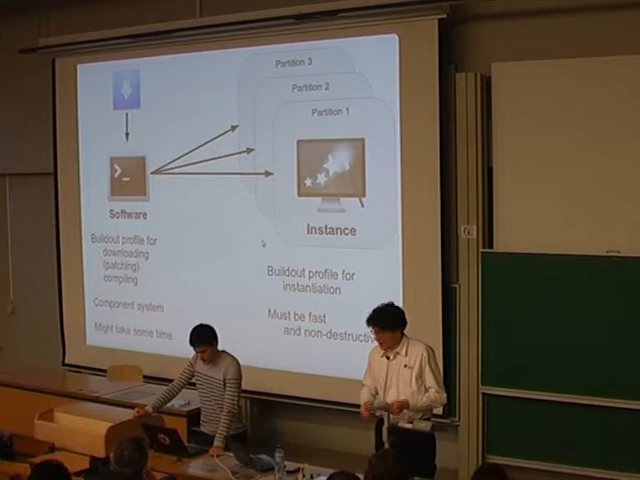 Partition 3
Partition 2
Partition 1
Software
Instance
Buildout profile for
downloading
(patching)
compiling
Component system
Might take some time
Buildout profile for
instantiation
Must be fast
and non-destructive